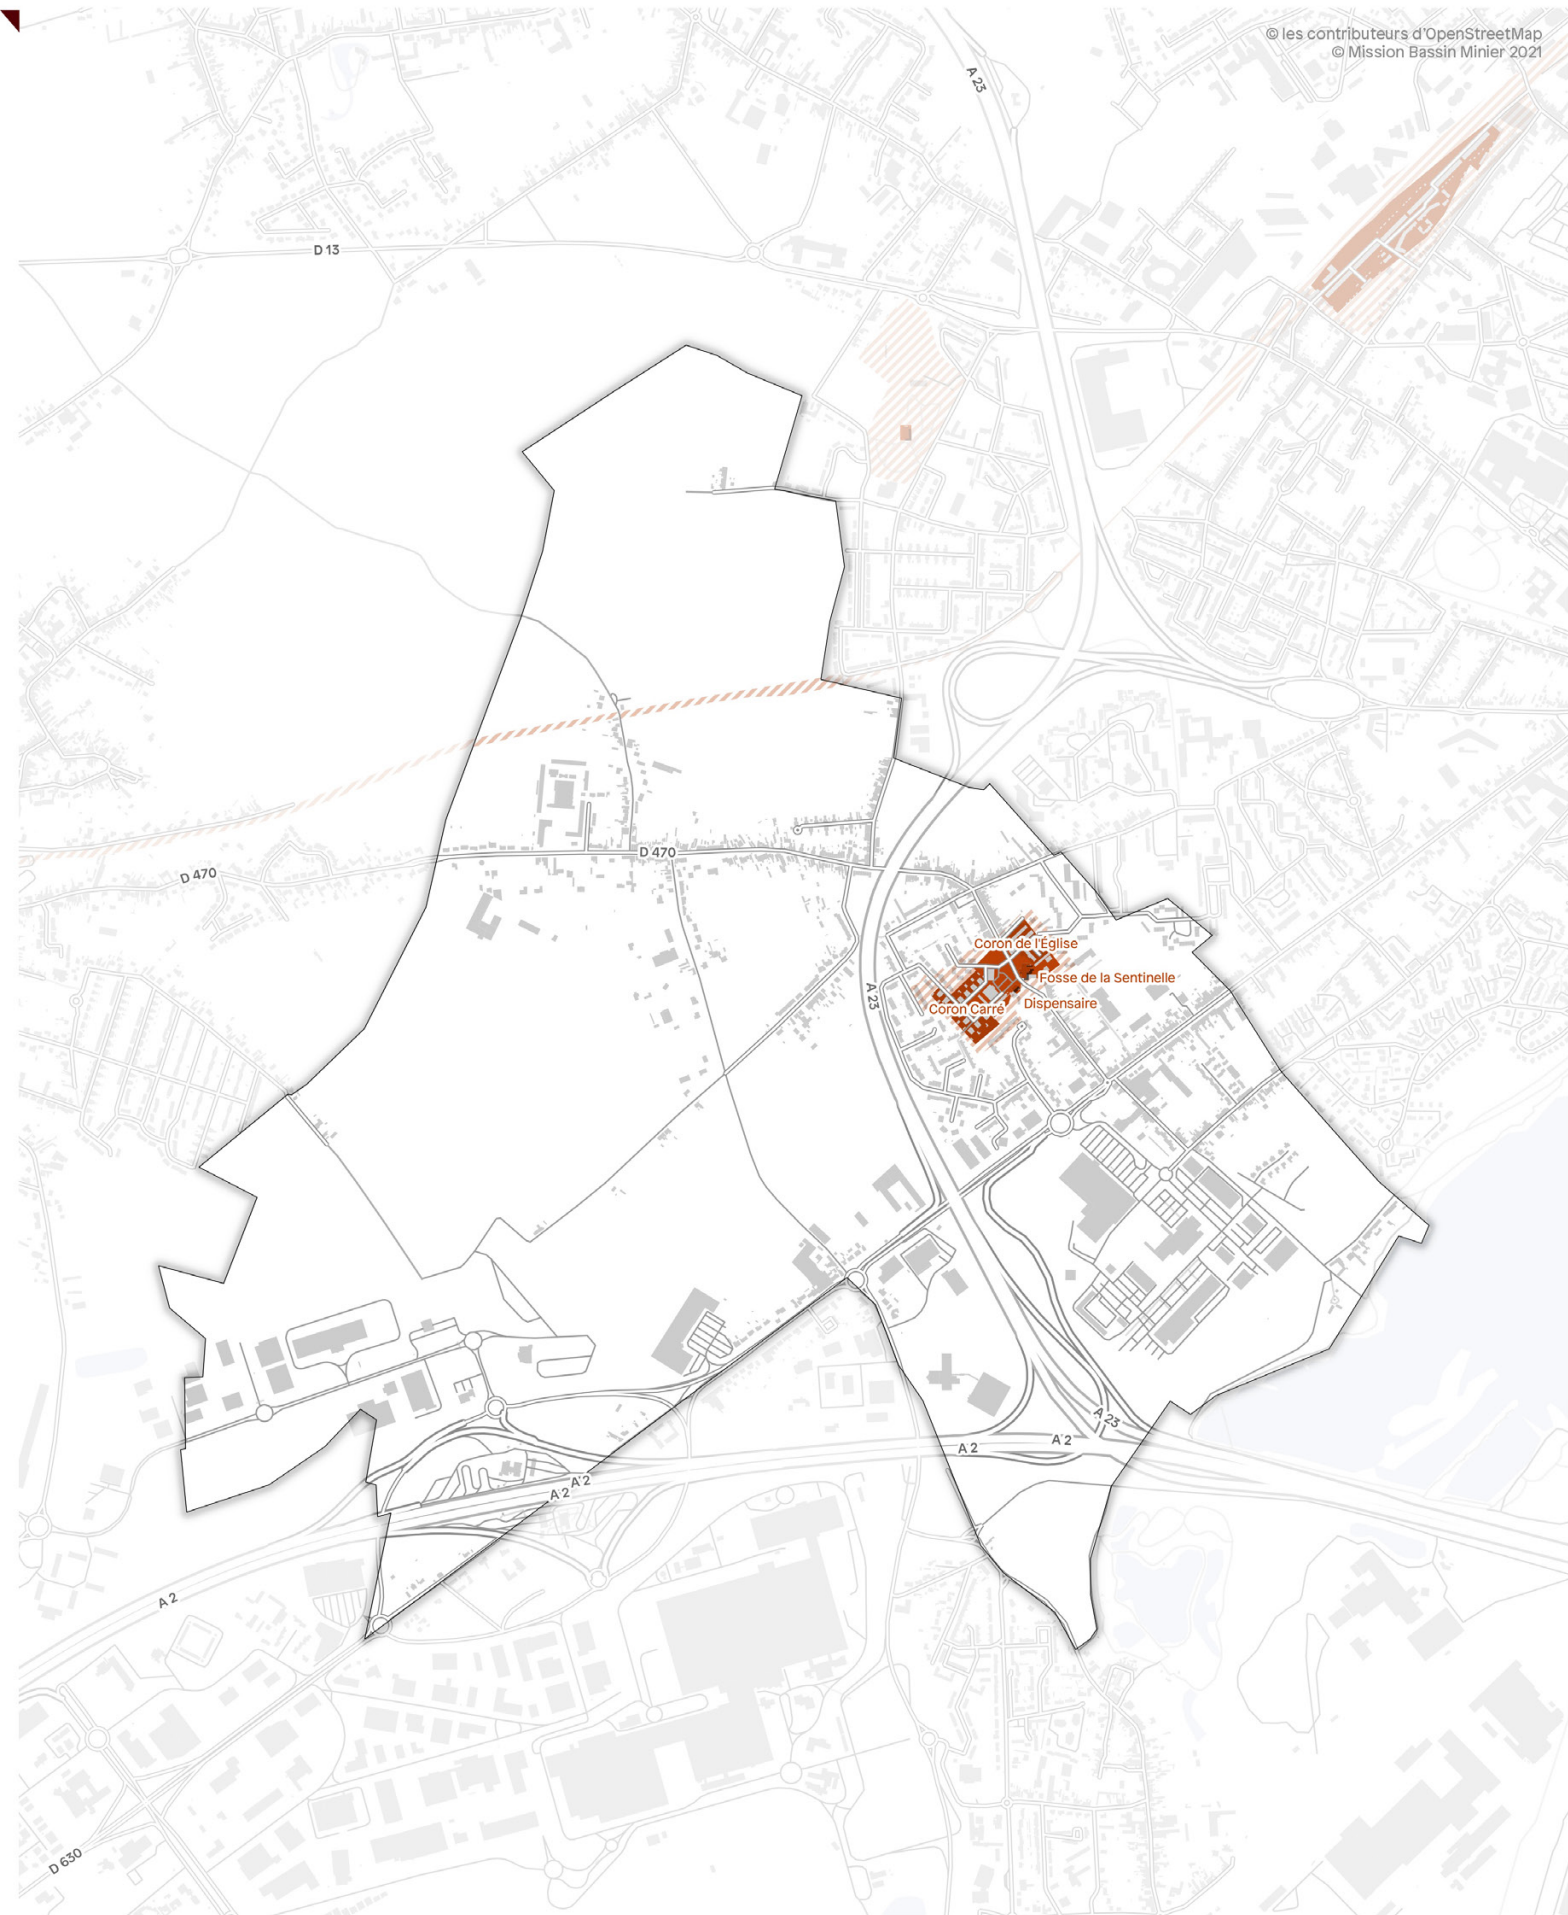 © les contributeurs d'OpenStreetMap
© Mission Bassin Minier 2021
A 23
D 13
D 470
D 470
Coron de l'Église
Fosse de la Sentinelle
A 23
Coron Carré
Dispensaire
A 23
A 2
A 2
A 2
A 2
A 2
D 630